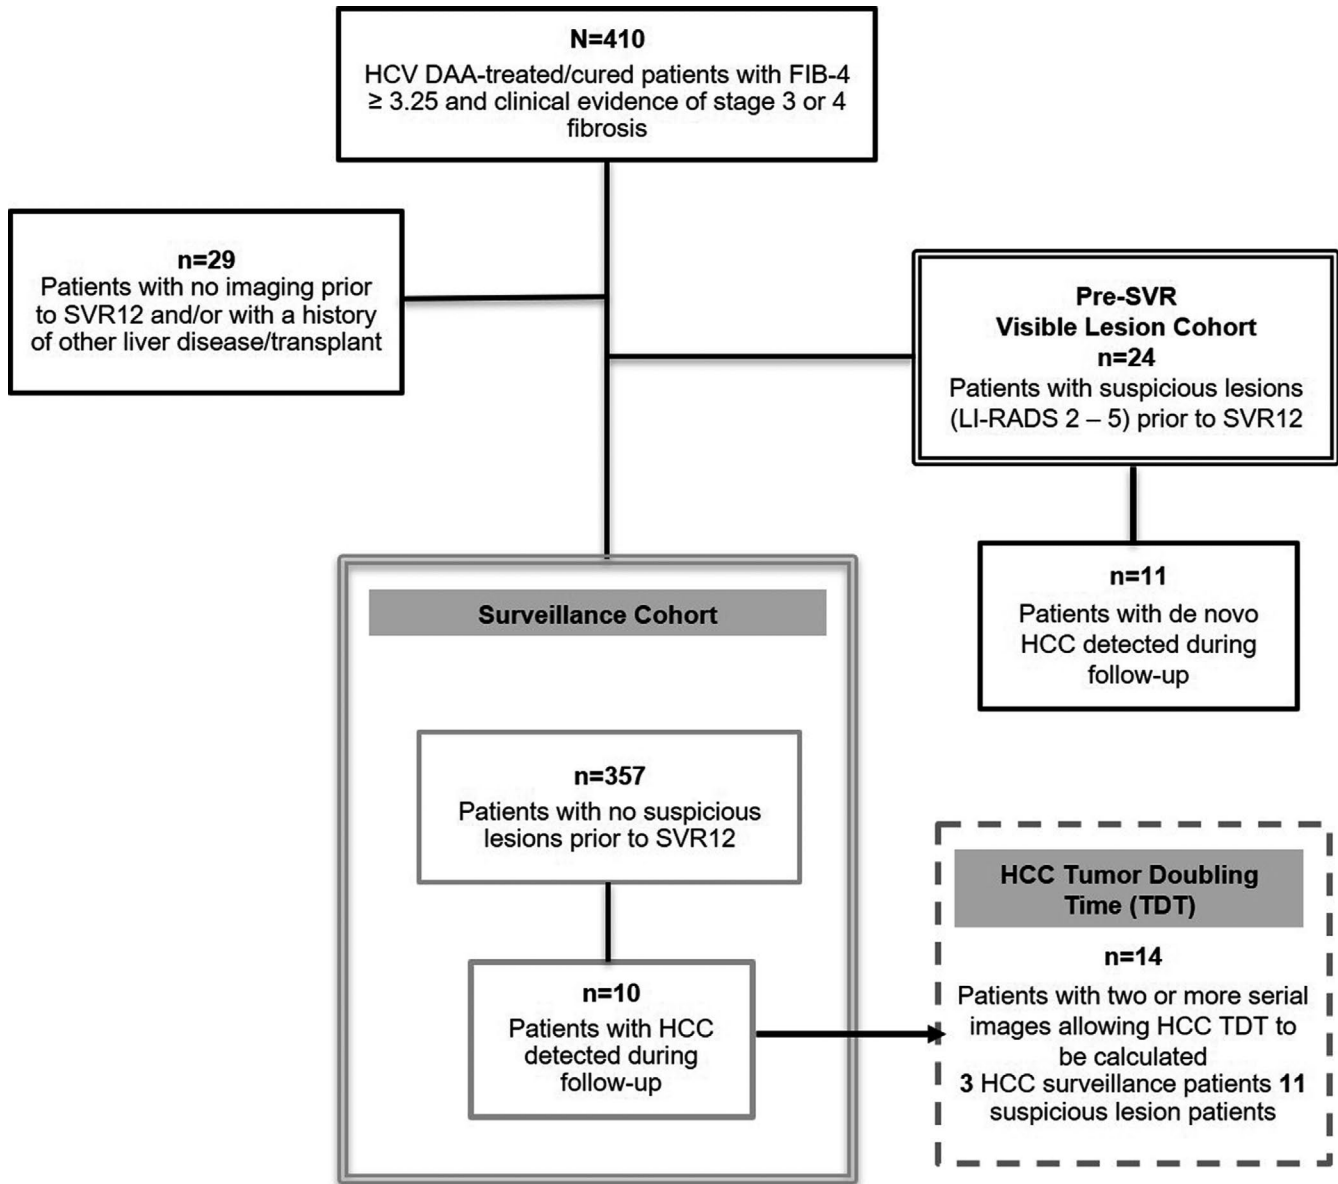 N=410
HCV DAA-treated/cured patients with FIB-4
≥ 3.25 and clinical evidence of stage 3 or 4
fibrosis
n=29
Patients with no imaging prior
to SVR12 and/or with a history
of other liver disease/transplant
Pre-SVR
Visible Lesion Cohort
n=24
Patients with suspicious lesions
(LI-RADS 2 – 5) prior to SVR12
n=11
Patients with de novo
HCC detected during
follow-up
Surveillance Cohort
n=357
Patients with no suspicious
lesions prior to SVR12
n=10
Patients with HCC
detected during
follow-up
HCC Tumor Doubling
Time (TDT)
n=14
Patients with two or more serial
images allowing HCC TDT to
be calculated
3 HCC surveillance patients 11
suspicious lesion patients